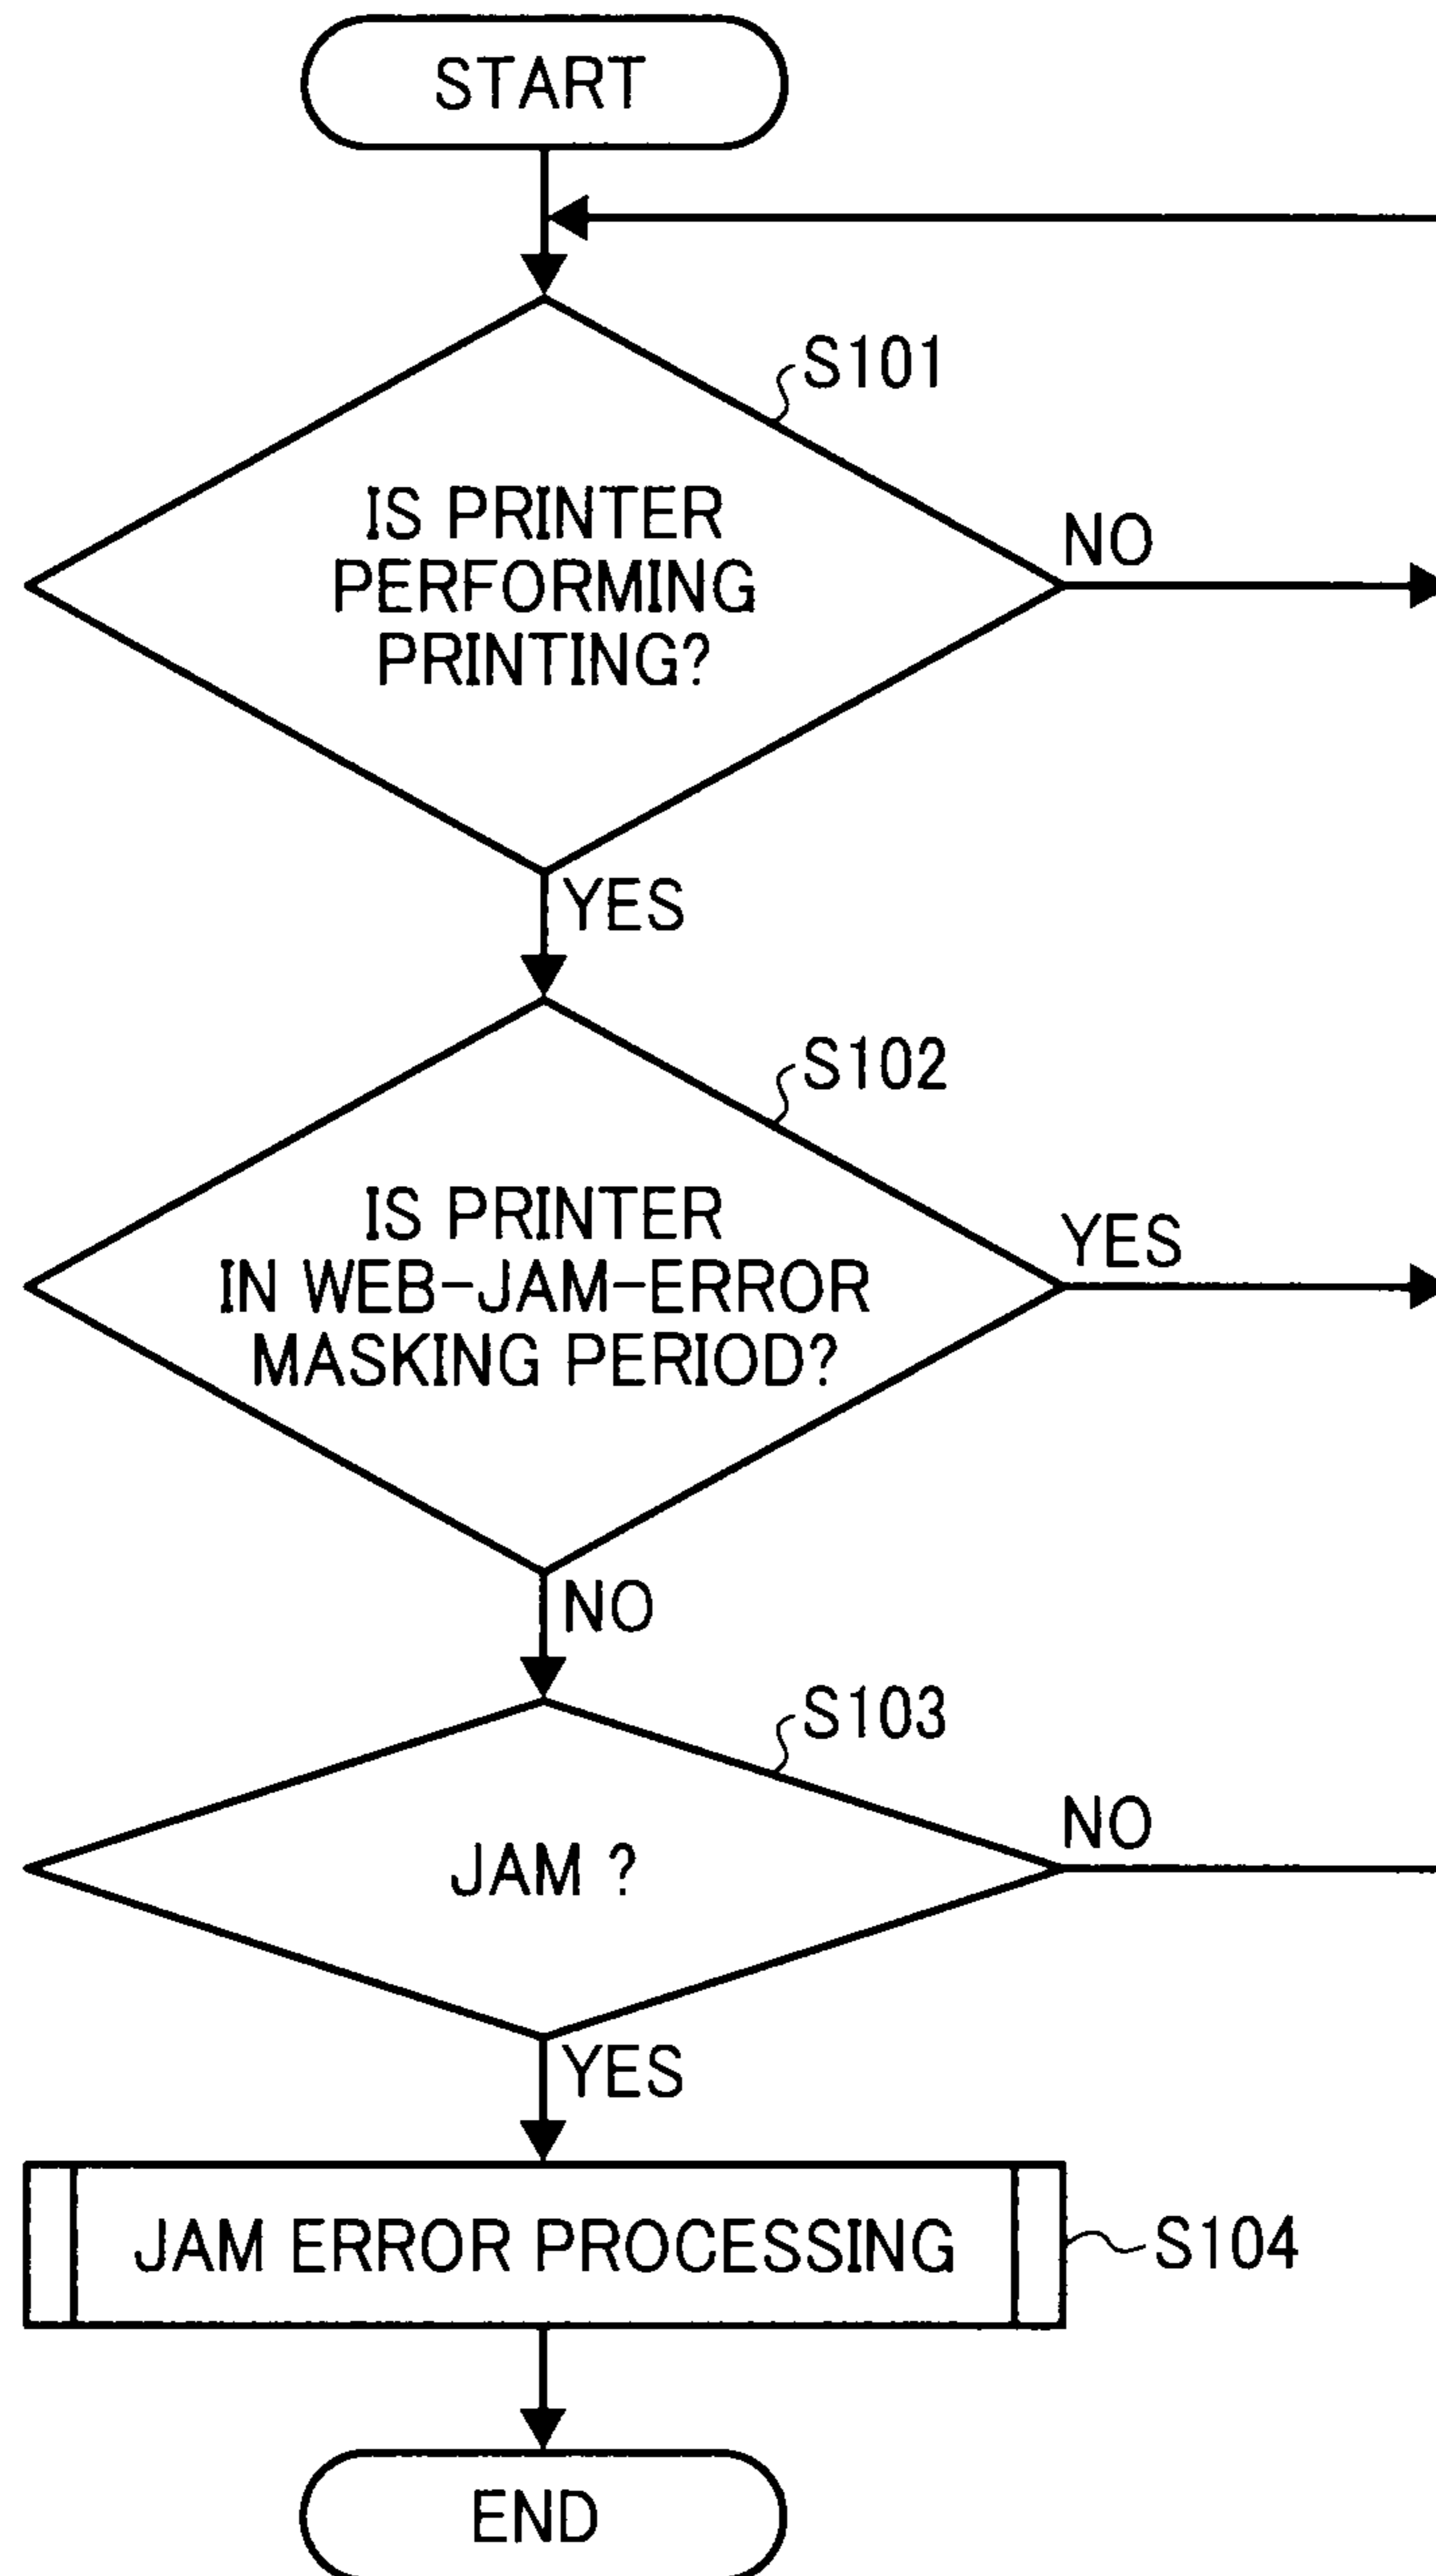 START
S101
IS PRINTER
PERFORMING
PRINTING?
NO
YES
S102
IS PRINTER
IN WEB-JAM-ERROR
MASKING PERIOD?
YES
NO
S103
JAM ?
NO
YES
JAM ERROR PROCESSING
S104
END